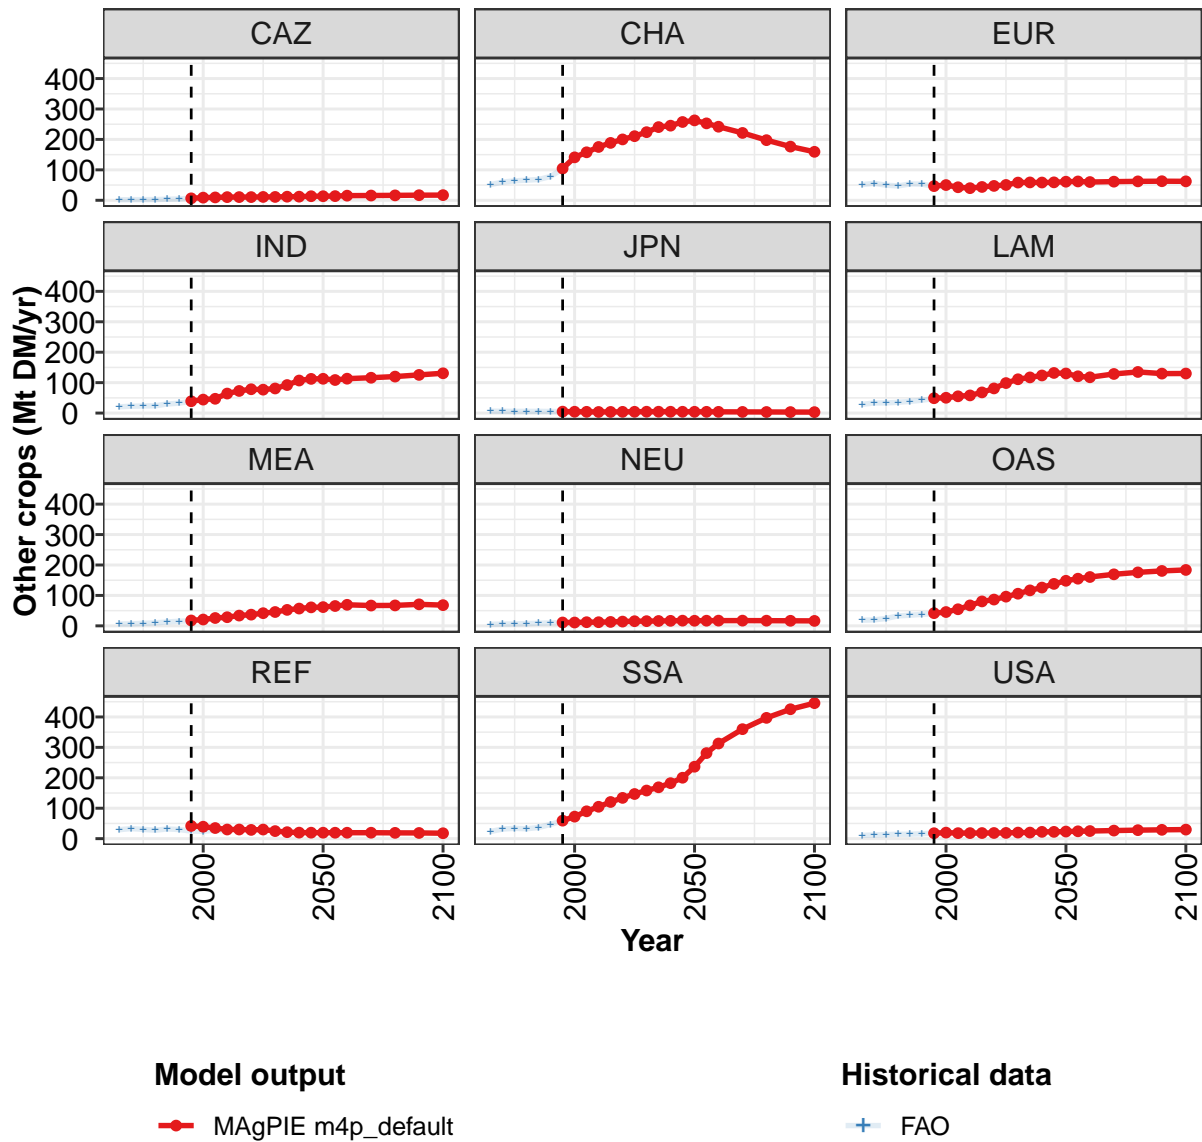 CAZ CHA EUR
400
300
200
100
0
IND JPN LAM
400
300
200
100
0
MEA NEU OAS
400
300
200
100
0
REF SSA USA
400
300
200
100
0
Other crops (Mt DM/yr)
2000 2050 2100 2000 2050 2100 2000 2050 2100
Year
Model output Historical data
MAgPIE m4p_default FAO